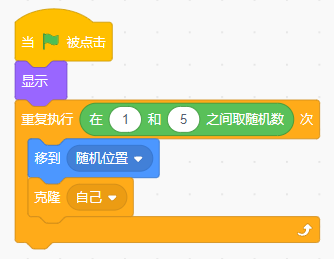 当 被点击
显示
重复执行 在 1 和 5 之间取随机数 次
移到 随机位置
克隆 自己